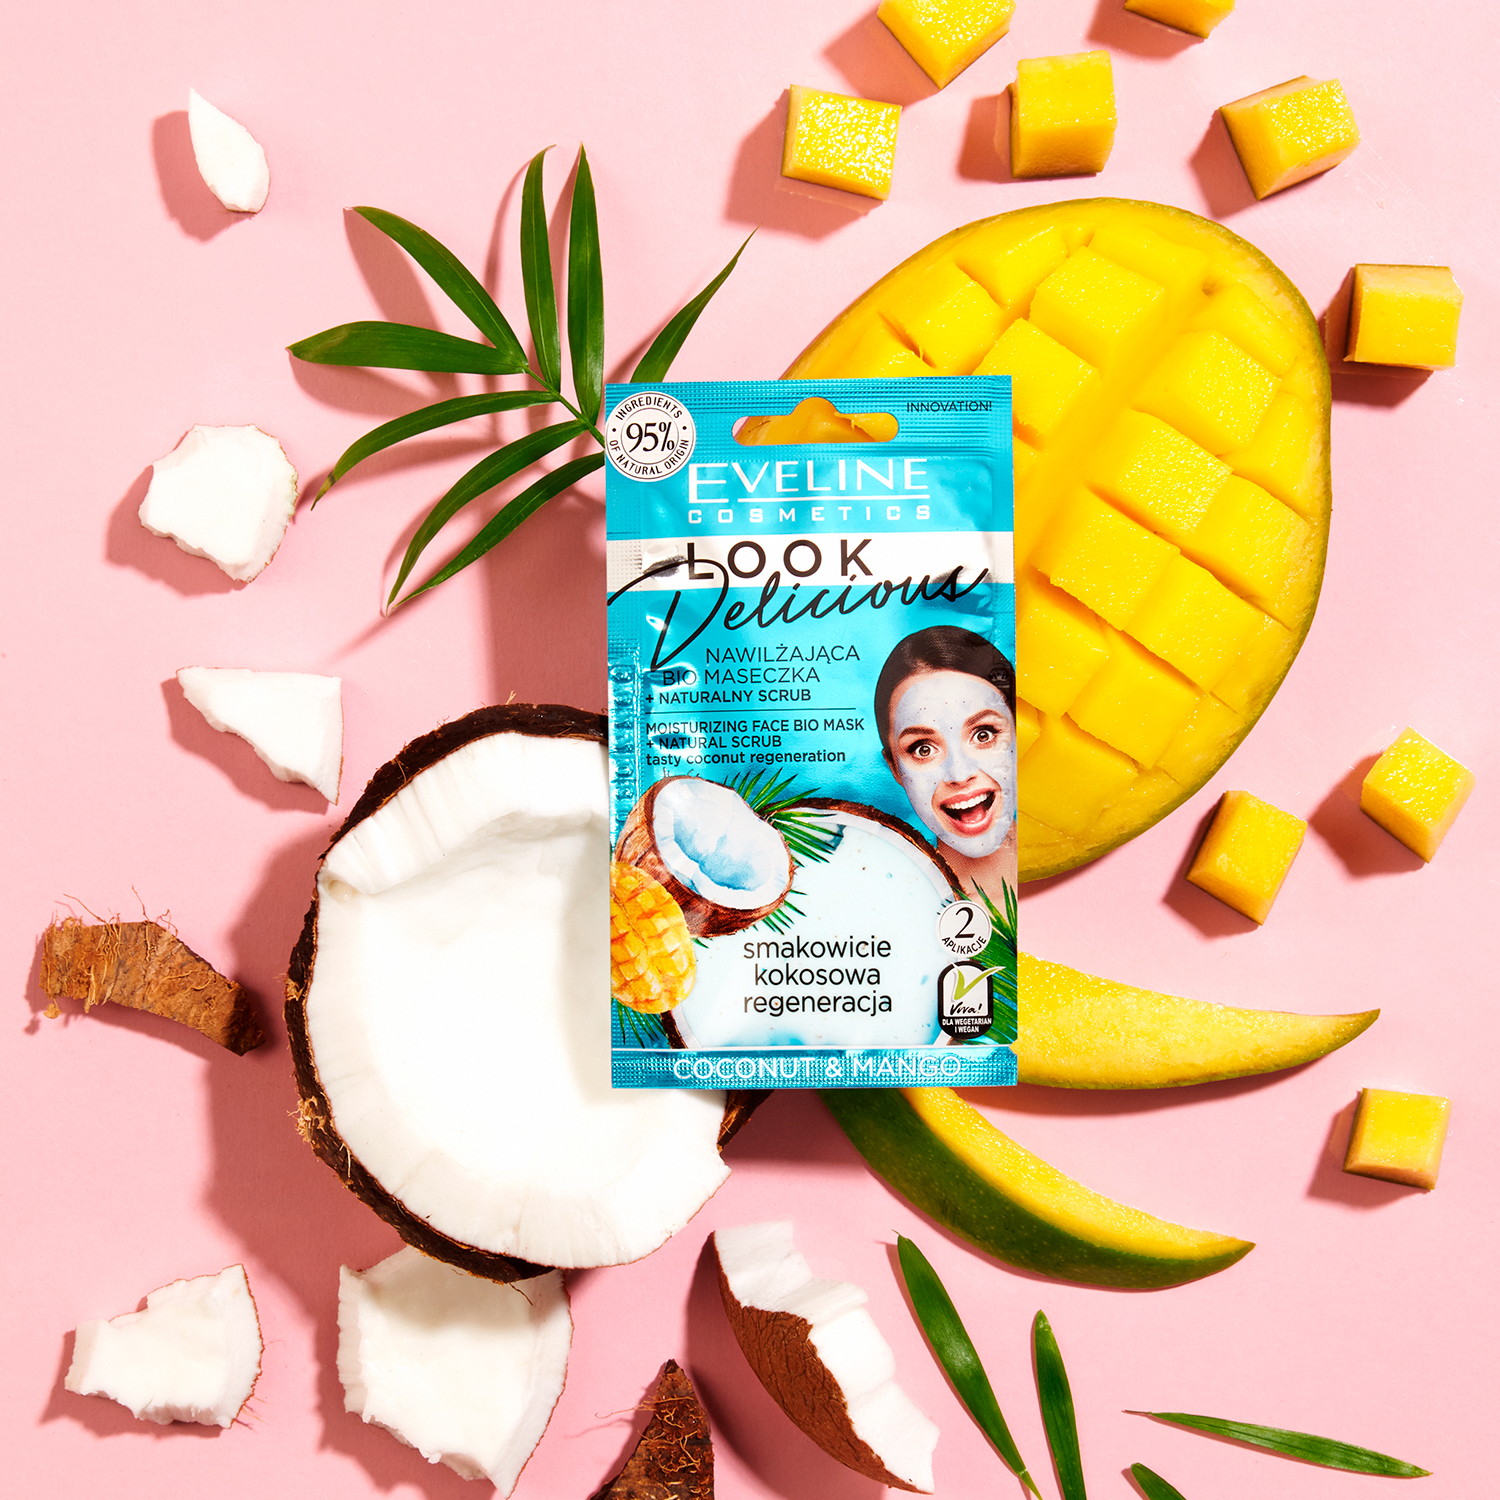 INNOVATION!
INGREDIENTS
95%
OF NATURAL ORIGIN
EVELINE
COSMETICS
LOOK
Delicious
NAWILŻAJĄCA
BIO MASECZKA
+ NATURALNY SCRUB
MOISTURIZING FACE BIO MASK
+ NATURAL SCRUB
tasty coconut regeneration
2
APLIKACJE
smakowicie
kokosowa
regeneracja
Viva!
DLA WEGETARIAN
I WEGAN
COCONUT & MANGO